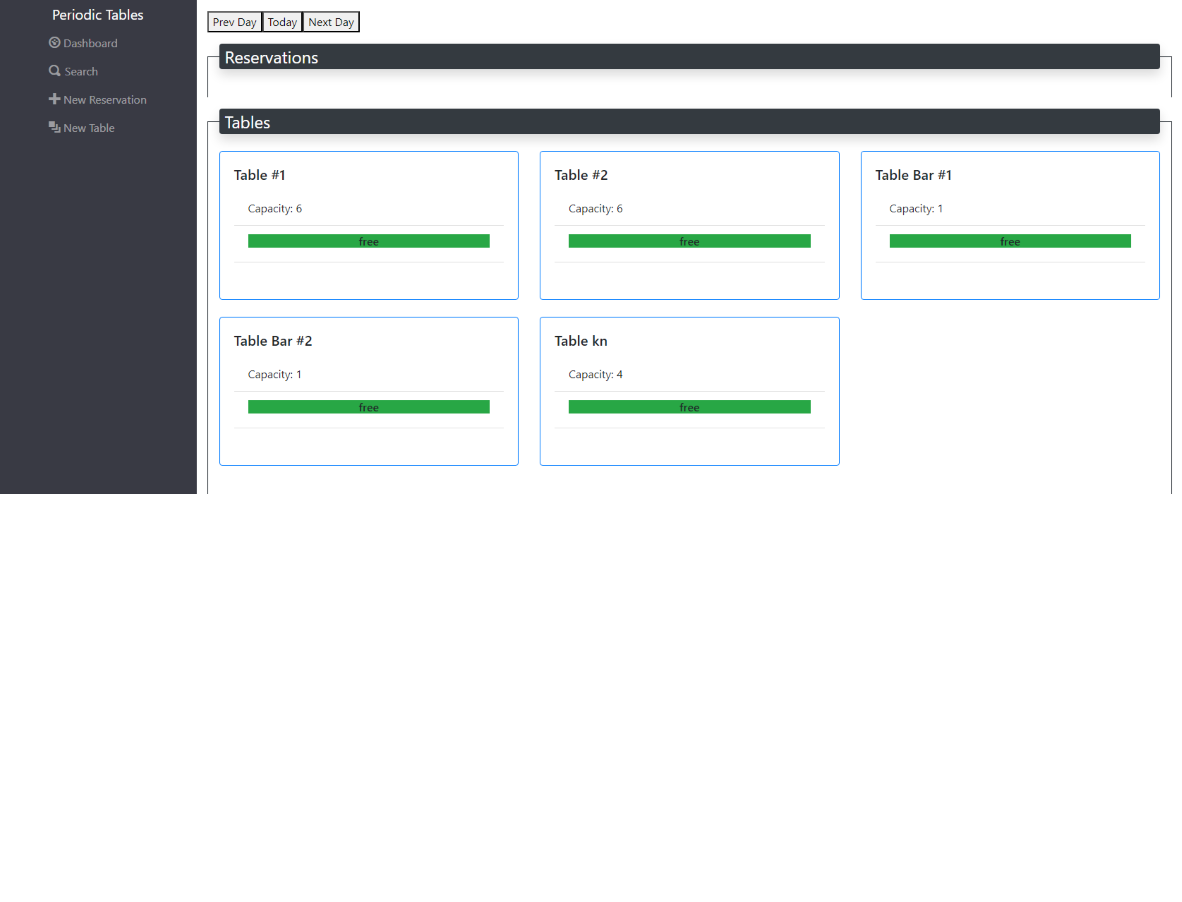 Periodic Tables
Dashboard
Search
New Reservation
New Table
Prev Day Today Next Day
Reservations
Tables
Table #1
Capacity: 6
free
Table #2
Capacity: 6
free
Table Bar #1
Capacity: 1
free
Table Bar #2
Capacity: 1
free
Table kn
Capacity: 4
free